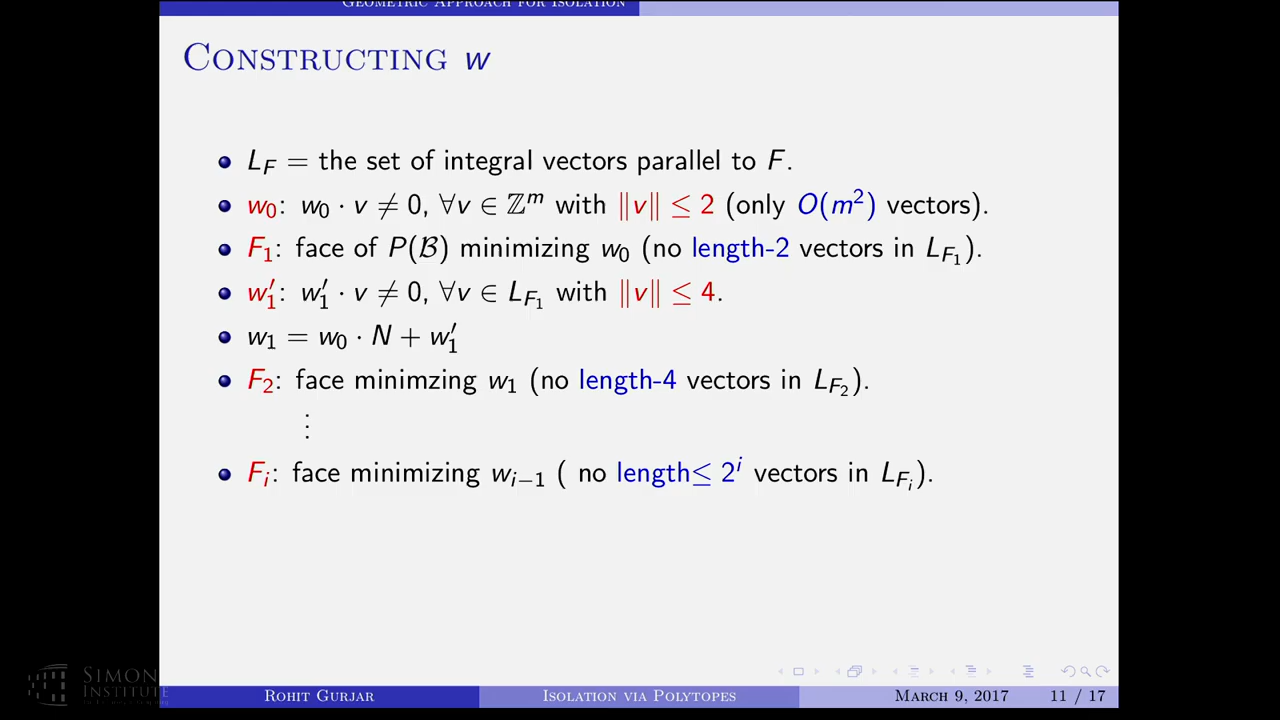 GEOMETRIC APPROACH FOR ISOLATION
CONSTRUCTING w
L_F = the set of integral vectors parallel to F.
w_0: w_0 · v ≠ 0, ∀v ∈ ℤ^m with ‖v‖ ≤ 2 (only O(m^2) vectors).
F_1: face of P(ℬ) minimizing w_0 (no length-2 vectors in L_{F_1}).
w′_1: w′_1 · v ≠ 0, ∀v ∈ L_{F_1} with ‖v‖ ≤ 4.
w_1 = w_0 · N + w′_1
F_2: face minimzing w_1 (no length-4 vectors in L_{F_2}).
⋮
F_i: face minimizing w_{i−1} ( no length≤ 2^i vectors in L_{F_i}).
SIMON
INSTITUTE
ROHIT GURJAR
ISOLATION VIA POLYTOPES
MARCH 9, 2017
11 / 17